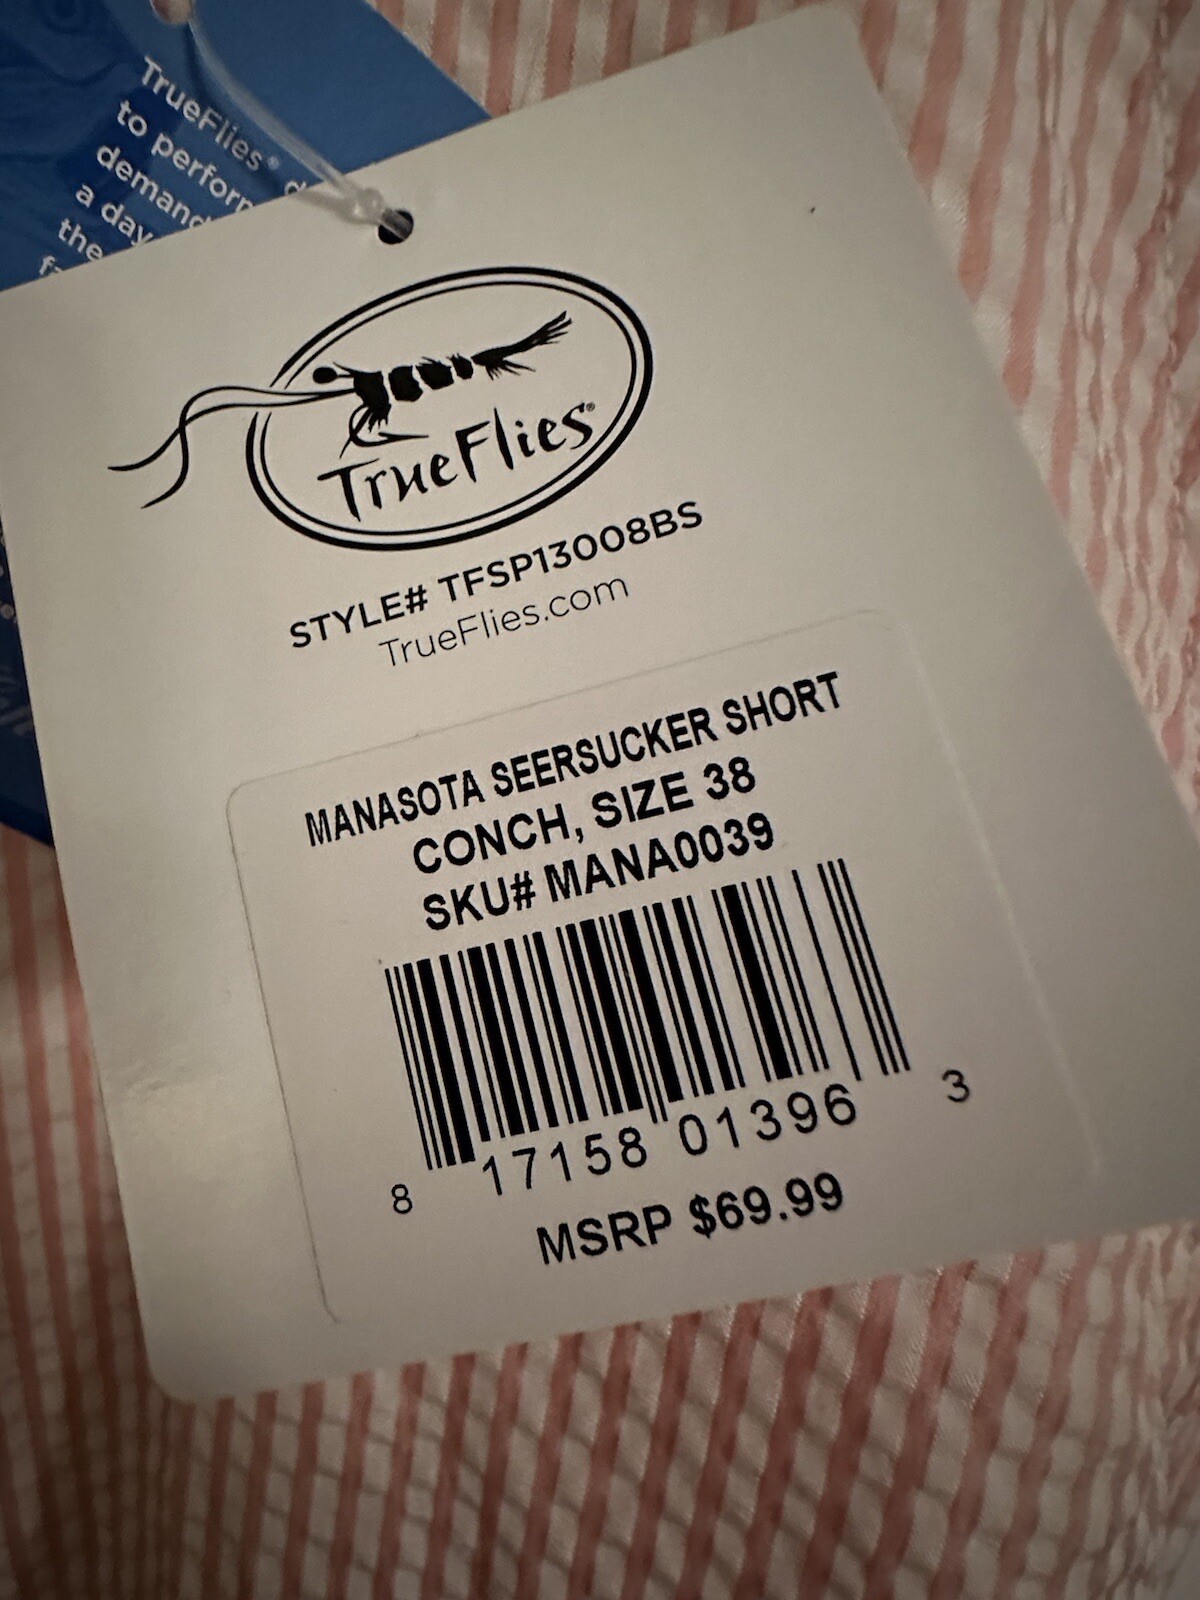 TrueFlies®
to perform
demand
a day
the
TrueFlies®
STYLE# TFSP13008BS
TrueFlies.com
MANASOTA SEERSUCKER SHORT
CONCH, SIZE 38
SKU# MANA0039
8 17158 01396 3
MSRP $69.99